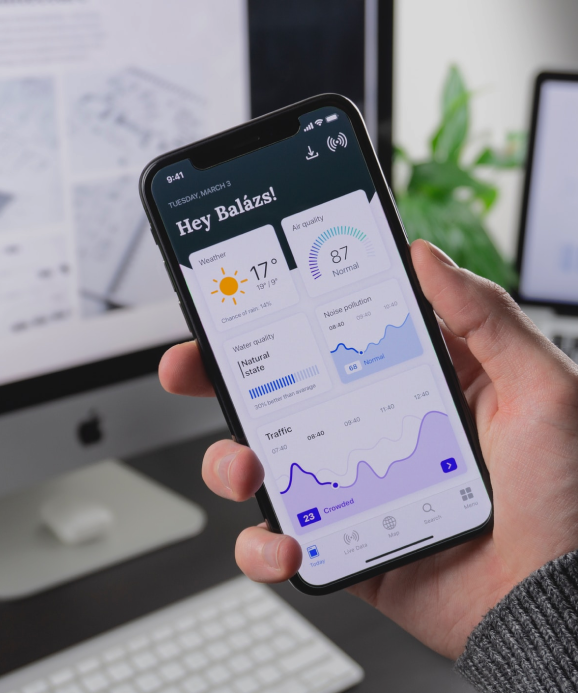 9:41
TUESDAY, MARCH 3
Hey Balázs!
Weather
17°
19° / 9°
Chance of rain 14%
Air quality
87
Normal
Water quality
Natural
state
30% better than average
Noise pollution
08:40 09:40 10:40
68 Normal
Traffic
07:40 08:40 09:40 11:40 12:40
23 Crowded
Today Live Data Map Search Menu